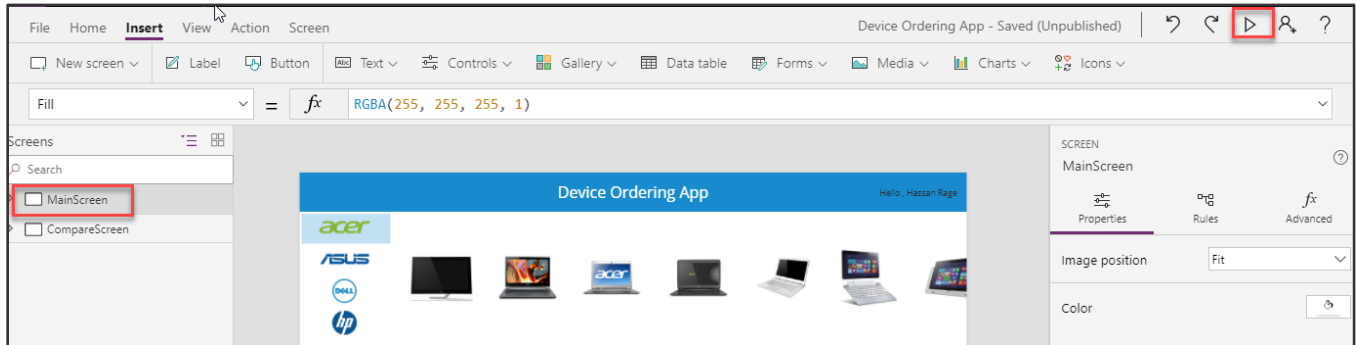 File Home Insert View Action Screen Device Ordering App - Saved (Unpublished) ?
New screen Label Button Abc Text Controls Gallery Data table Forms Media Charts Icons
Fill = fx RGBA(255, 255, 255, 1)
Screens
Search
MainScreen
CompareScreen
Device Ordering App Hello , Hassan Rage
acer
ASUS
acer
DELL
hp
SCREEN
MainScreen
?
Properties Rules fx Advanced
Image position Fit
Color